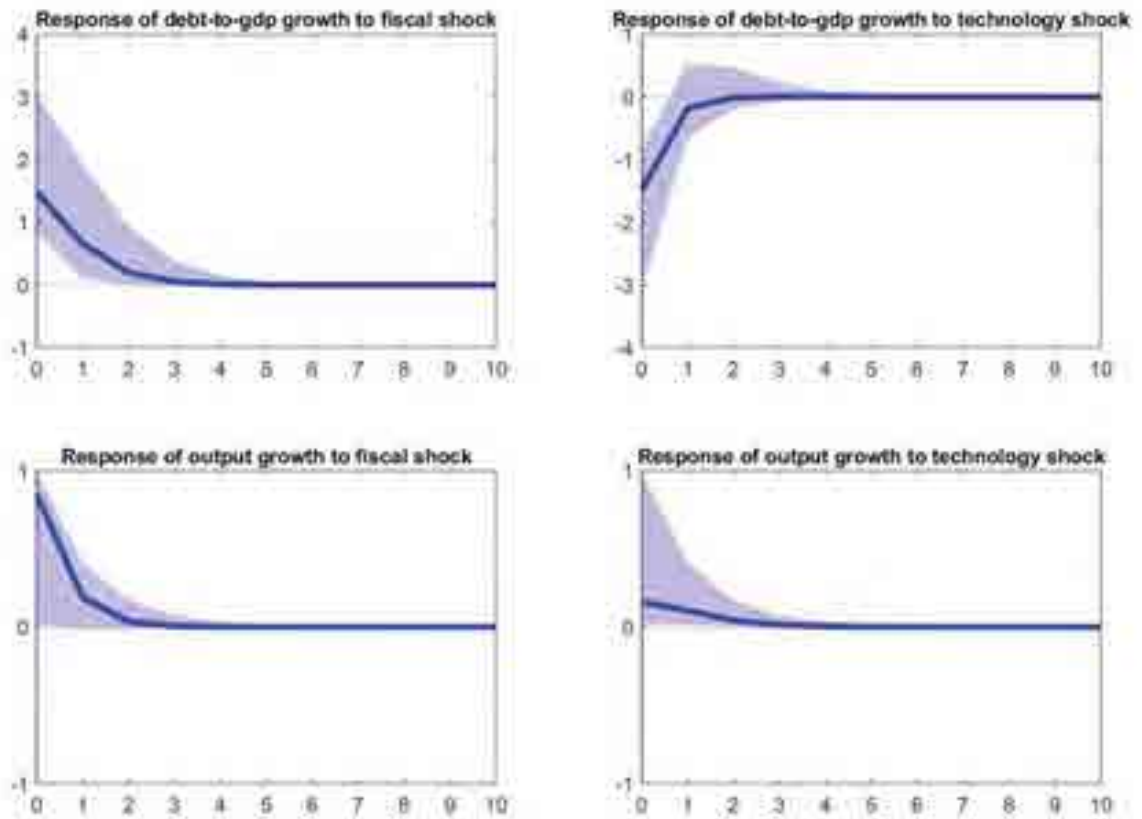 Response of debt-to-gdp growth to fiscal shock
4
3
2
1
0
-1
0 1 2 3 4 5 6 7 8 9 10
Response of debt-to-gdp growth to technology shock
1
0
-1
-2
-3
-4
0 1 2 3 4 5 6 7 8 9 10
Response of output growth to fiscal shock
1
0
-1
0 1 2 3 4 5 6 7 8 9 10
Response of output growth to technology shock
1
0
-1
0 1 2 3 4 5 6 7 8 9 10